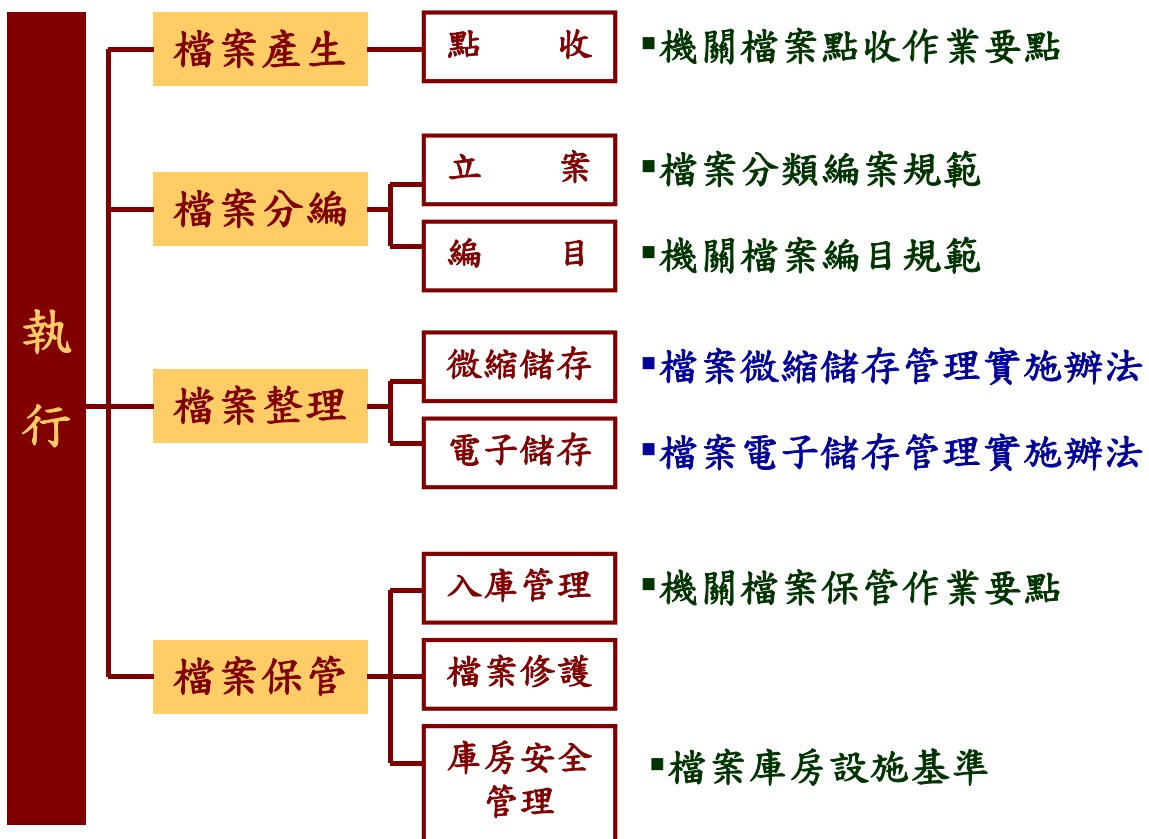 執行
檔案產生
點 收
▪機關檔案點收作業要點
檔案分編
立 案
▪檔案分類編案規範
編 目
▪機關檔案編目規範
檔案整理
微縮儲存
▪檔案微縮儲存管理實施辦法
電子儲存
▪檔案電子儲存管理實施辦法
檔案保管
入庫管理
▪機關檔案保管作業要點
檔案修護
庫房安全
管理
▪檔案庫房設施基準